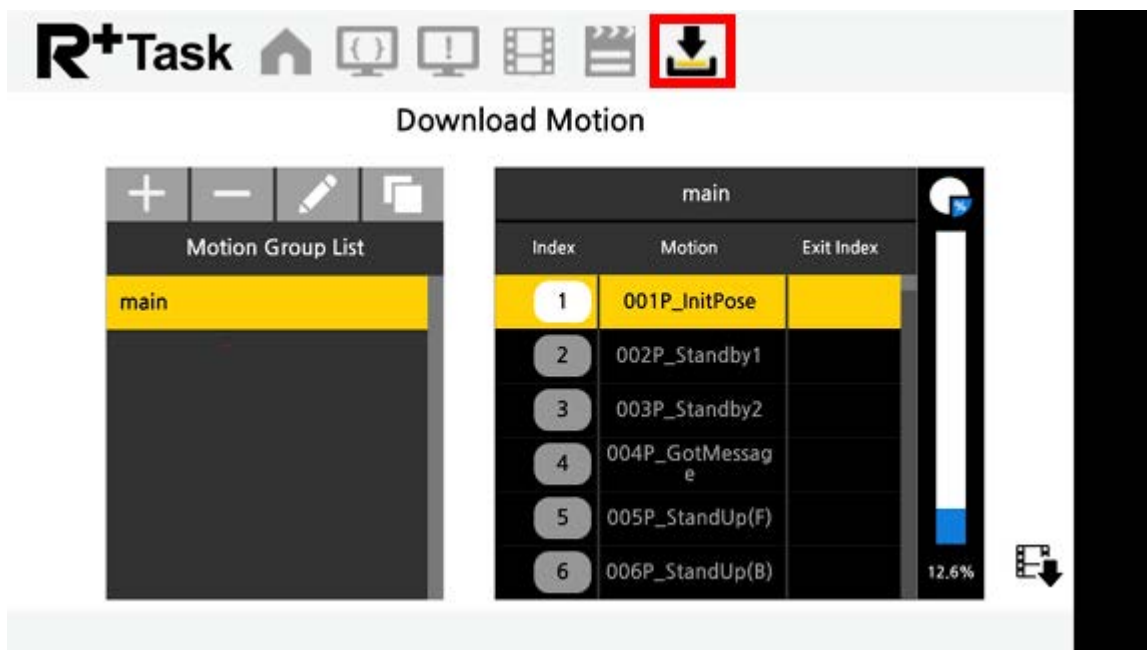 R+Task
Download Motion
Motion Group List
main
main
Index Motion Exit Index
1 001P_InitPose
2 002P_Standby1
3 003P_Standby2
4 004P_GotMessag
e
5 005P_StandUp(F)
6 006P_StandUp(B)
%
12.6%